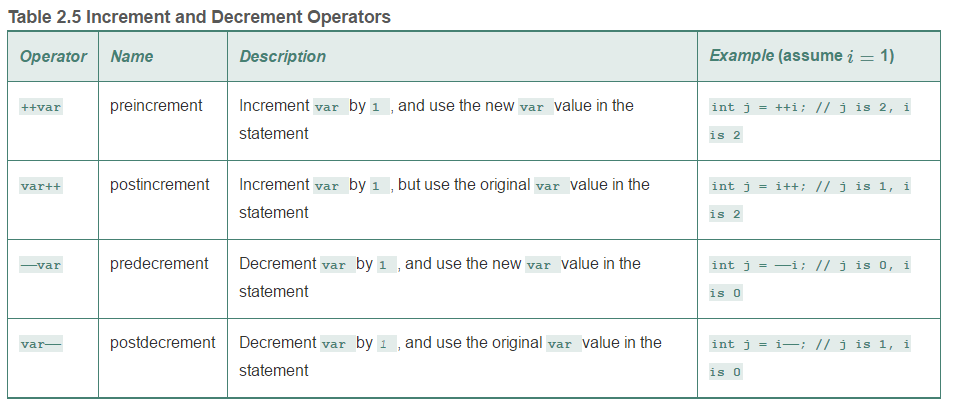 Table 2.5 Increment and Decrement Operators
Operator Name Description Example (assume i = 1)
++var preincrement Increment var by 1 , and use the new var value in the int j = ++i; // j is 2, i
statement is 2
var++ postincrement Increment var by 1 , but use the original var value in the int j = i++; // j is 1, i
statement is 2
——var predecrement Decrement var by 1 , and use the new var value in the int j = ——i; // j is 0, i
statement is 0
var—— postdecrement Decrement var by 1 , and use the original var value in the int j = i——; // j is 1, i
statement is 0